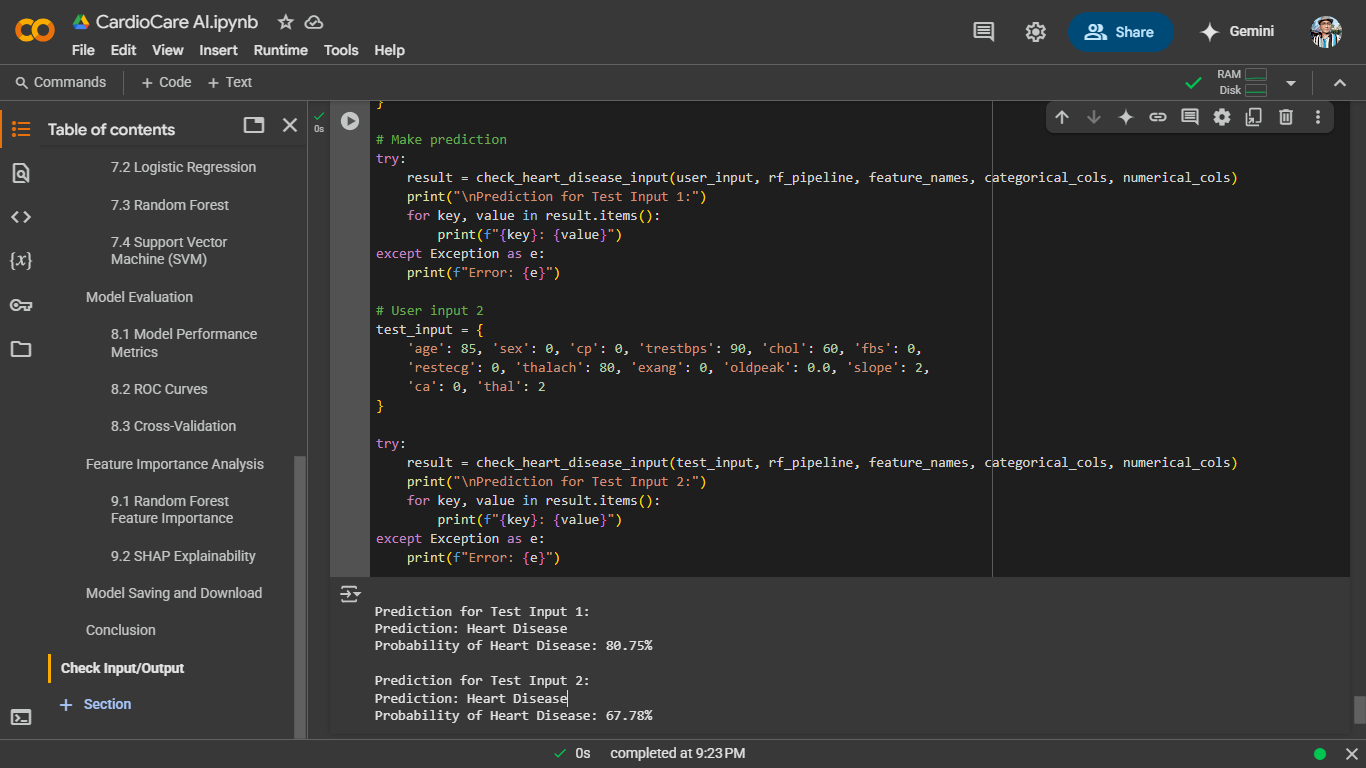 CardioCare AI.ipynb
File Edit View Insert Runtime Tools Help
Share
Gemini
Commands + Code + Text
RAM
Disk
Table of contents
7.2 Logistic Regression
7.3 Random Forest
7.4 Support Vector
Machine (SVM)
Model Evaluation
8.1 Model Performance
Metrics
8.2 ROC Curves
8.3 Cross-Validation
Feature Importance Analysis
9.1 Random Forest
Feature Importance
9.2 SHAP Explainability
Model Saving and Download
Conclusion
Check Input/Output
+ Section
0s
}
# Make prediction
try:
    result = check_heart_disease_input(user_input, rf_pipeline, feature_names, categorical_cols, numerical_cols)
    print("\nPrediction for Test Input 1:")
    for key, value in result.items():
        print(f"{key}: {value}")
except Exception as e:
    print(f"Error: {e}")
# User input 2
test_input = {
    'age': 85, 'sex': 0, 'cp': 0, 'trestbps': 90, 'chol': 60, 'fbs': 0,
    'restecg': 0, 'thalach': 80, 'exang': 0, 'oldpeak': 0.0, 'slope': 2,
    'ca': 0, 'thal': 2
}
try:
    result = check_heart_disease_input(test_input, rf_pipeline, feature_names, categorical_cols, numerical_cols)
    print("\nPrediction for Test Input 2:")
    for key, value in result.items():
        print(f"{key}: {value}")
except Exception as e:
    print(f"Error: {e}")
Prediction for Test Input 1:
Prediction: Heart Disease
Probability of Heart Disease: 80.75%
Prediction for Test Input 2:
Prediction: Heart Disease
Probability of Heart Disease: 67.78%
0s completed at 9:23 PM